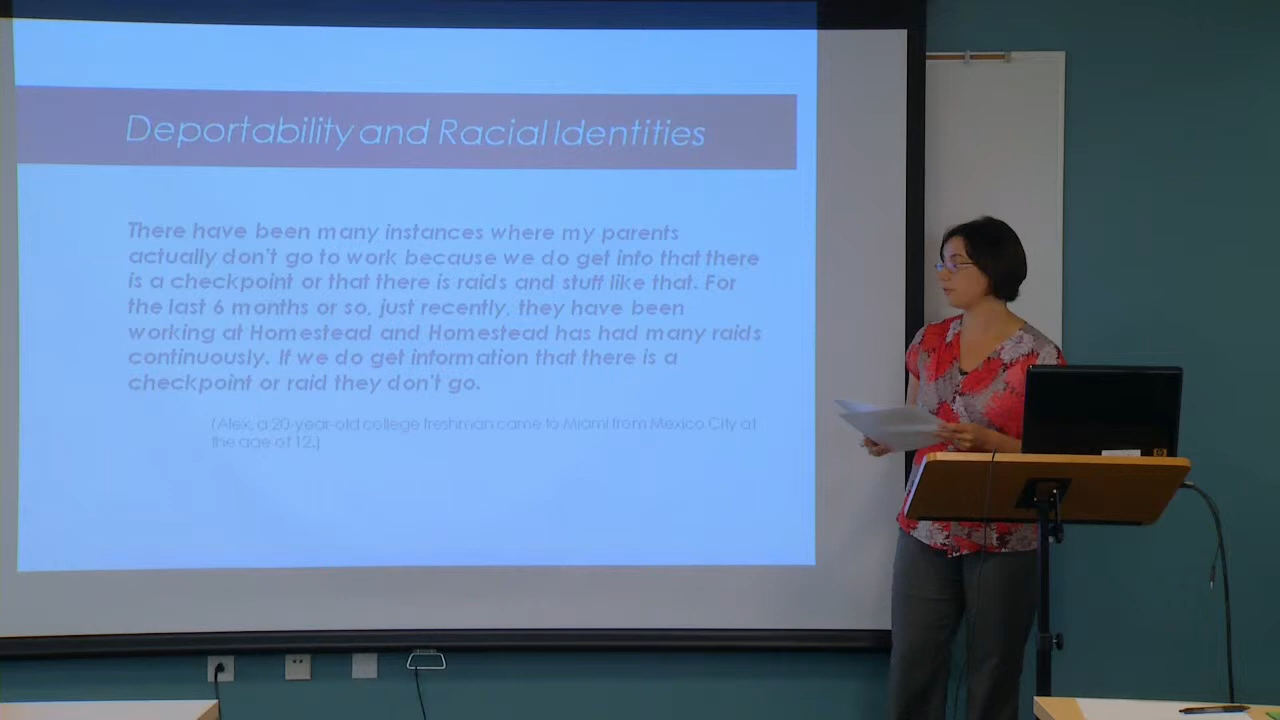 Deportability and Racial Identities
There have been many instances where my parents
actually don't go to work because we do get info that there
is a checkpoint or that there is raids and stuff like that. For
the last 6 months or so, just recently, they have been
working at Homestead and Homestead has had many raids
continuously. If we do get information that there is a
checkpoint or raid they don't go.
(Alex, a 20-year-old college freshman came to Miami from Mexico City at
the age of 12.)